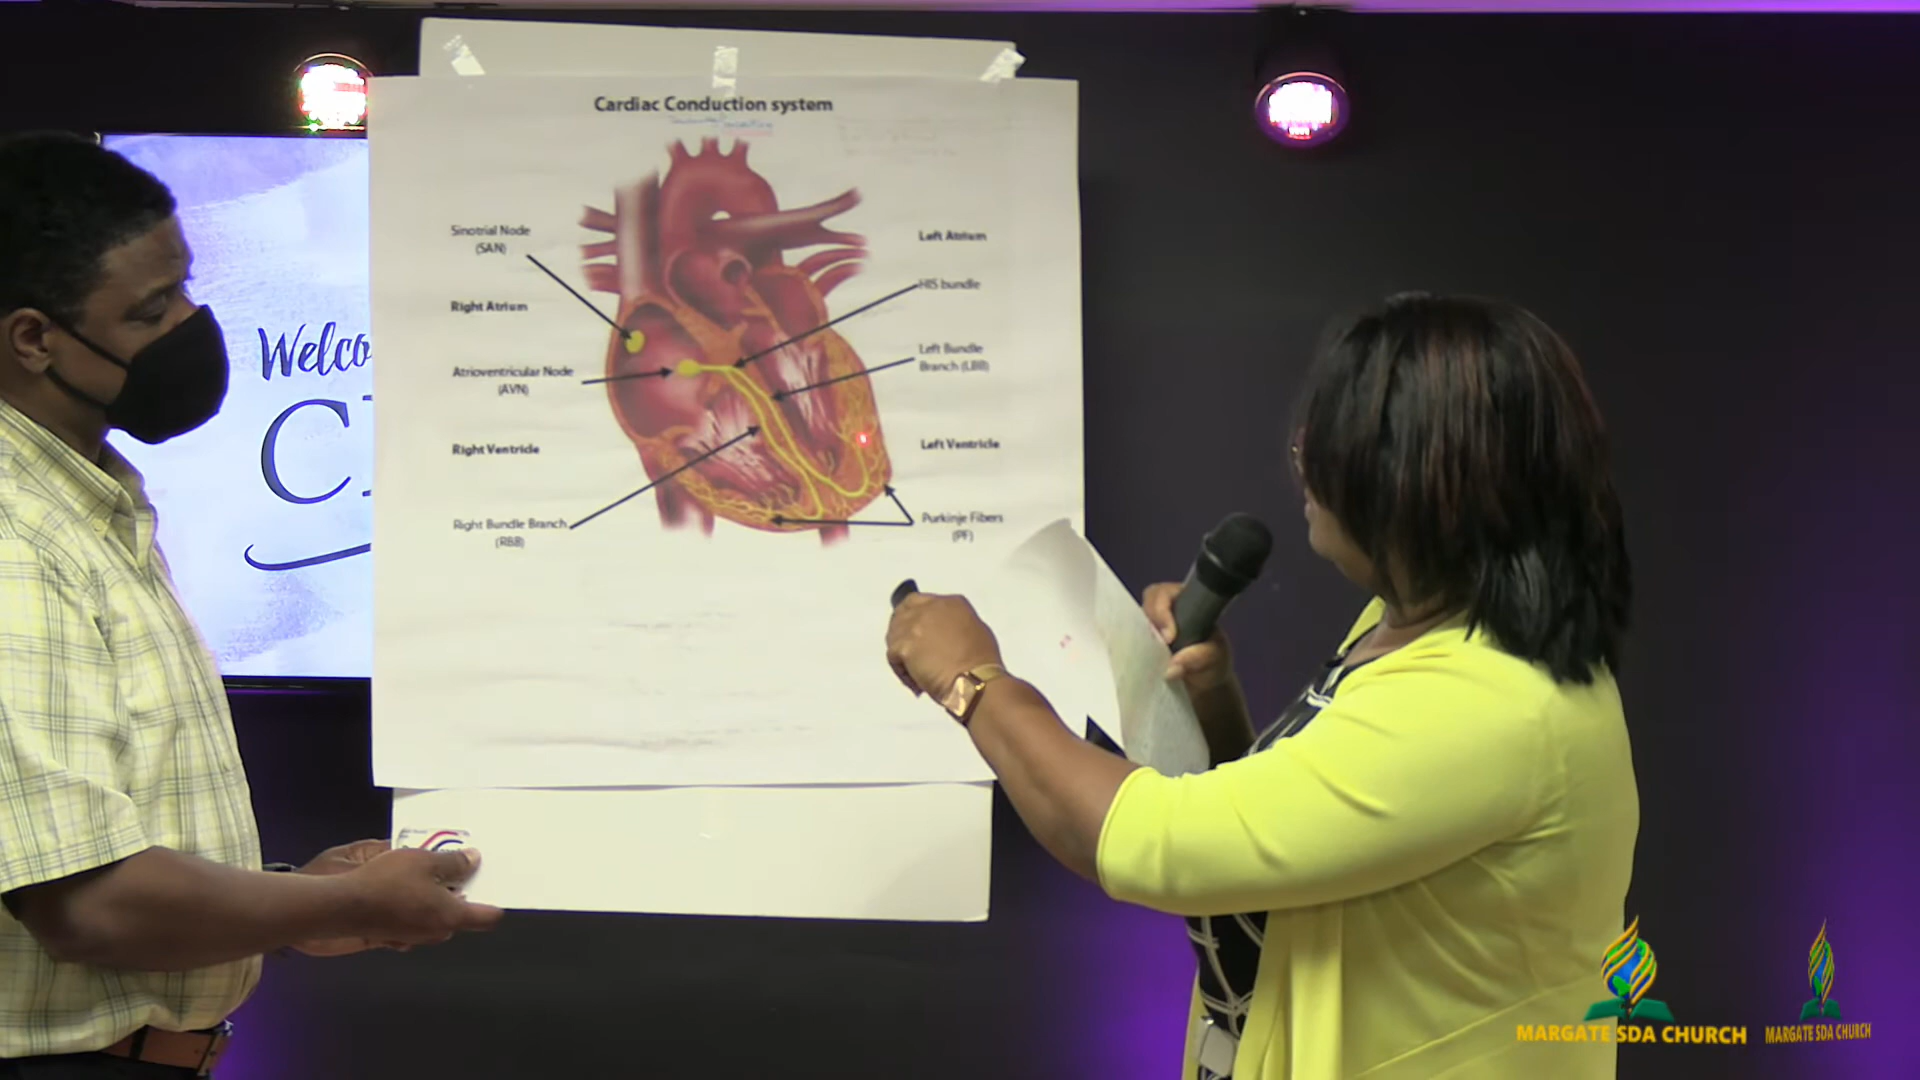 Cardiac Conduction system
Sinotrial Node
(SAN)
Right Atrium
Atrioventricular Node
(AVN)
Right Ventricle
Right Bundle Branch
(RBB)
Left Atrium
HIS bundle
Left Bundle
Branch (LBB)
Left Ventricle
Purkinje Fibers
(PF)
Welco
C
MARGATE SDA CHURCH
MARGATE SDA CHURCH